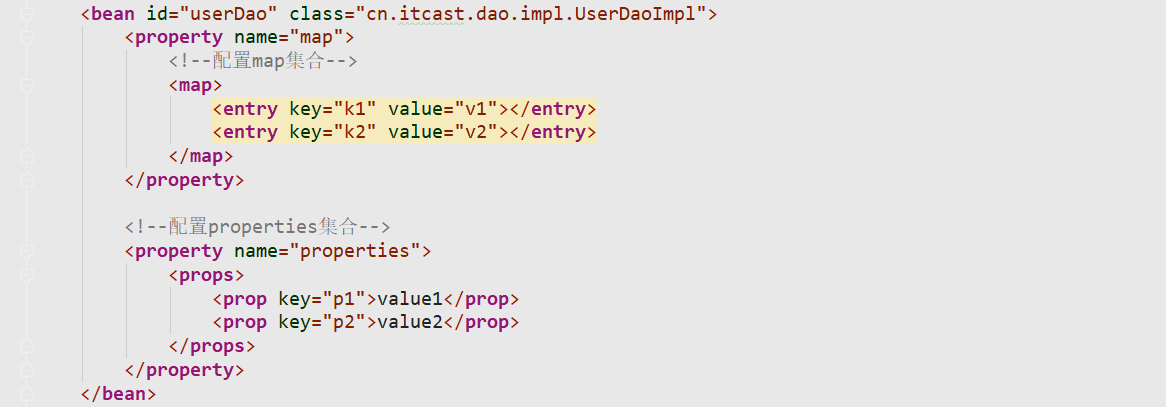 <bean id="userDao" class="cn.itcast.dao.impl.UserDaoImpl">
<property name="map">
<!--配置map集合-->
<map>
<entry key="k1" value="v1"></entry>
<entry key="k2" value="v2"></entry>
</map>
</property>
<!--配置properties集合-->
<property name="properties">
<props>
<prop key="p1">value1</prop>
<prop key="p2">value2</prop>
</props>
</property>
</bean>